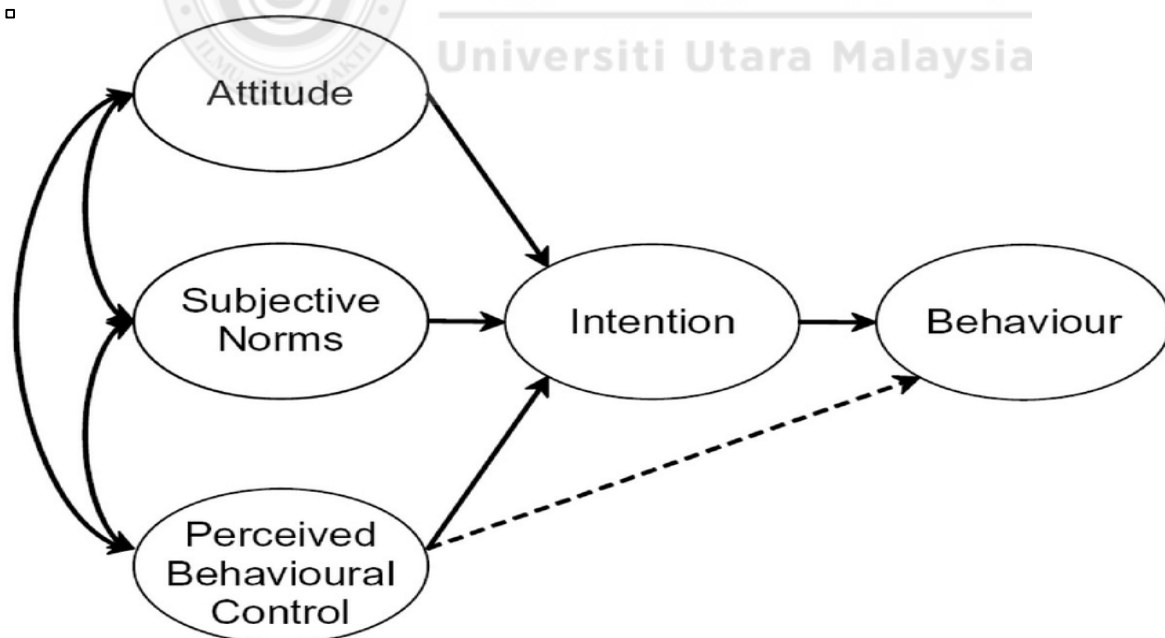 Universiti Utara Malaysia
Attitude
Subjective
Norms
Intention
Behaviour
Perceived
Behavioural
Control